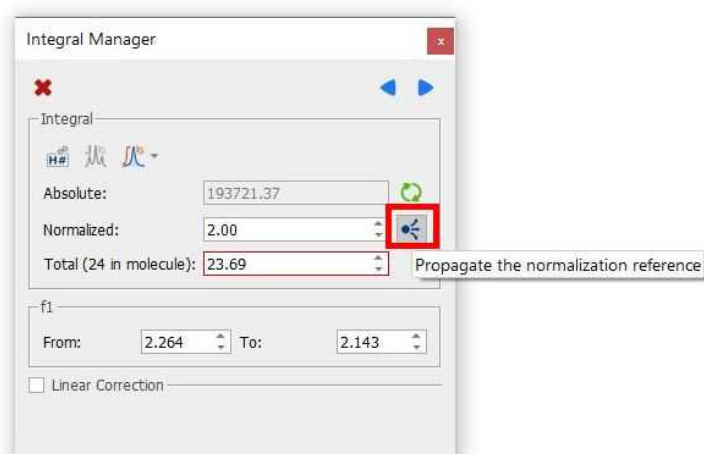 Integral Manager
x
Integral
H#
Absolute: 193721.37
Normalized: 2.00
Total (24 in molecule): 23.69
Propagate the normalization reference
f1
From: 2.264 To: 2.143
Linear Correction